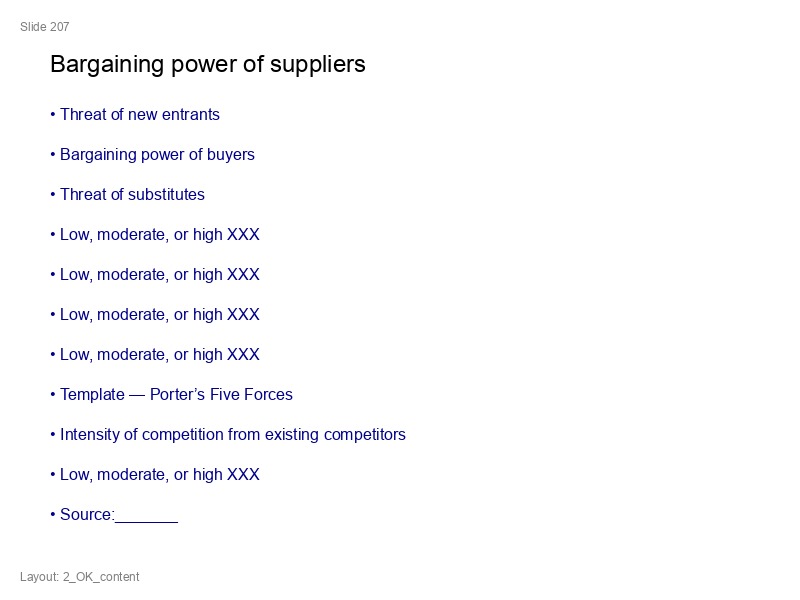 Slide 207
Bargaining power of suppliers
• Threat of new entrants
• Bargaining power of buyers
• Threat of substitutes
• Low, moderate, or high XXX
• Low, moderate, or high XXX
• Low, moderate, or high XXX
• Low, moderate, or high XXX
• Template — Porter’s Five Forces
• Intensity of competition from existing competitors
• Low, moderate, or high XXX
• Source:_______
Layout: 2_OK_content